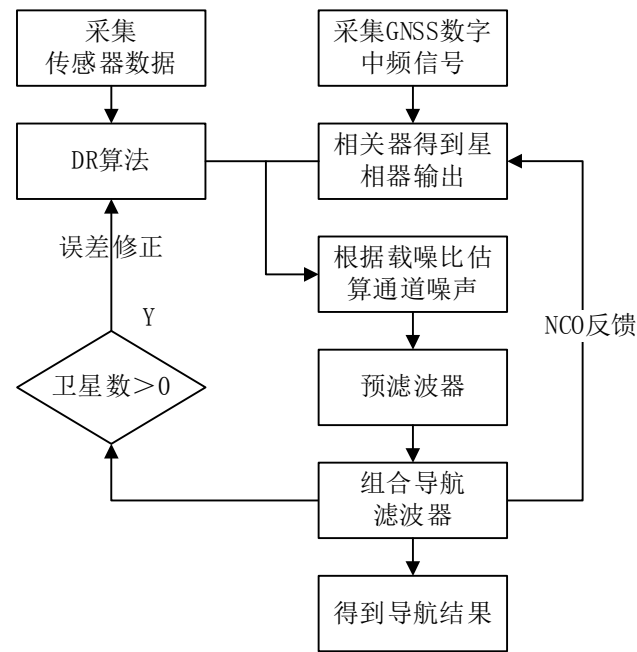 采集
传感器数据
采集GNSS数字
中频信号
DR算法
相关器得到星
相器输出
误差修正
根据载噪比估
算通道噪声
Y
NCO反馈
卫星数＞0
预滤波器
组合导航
滤波器
得到导航结果